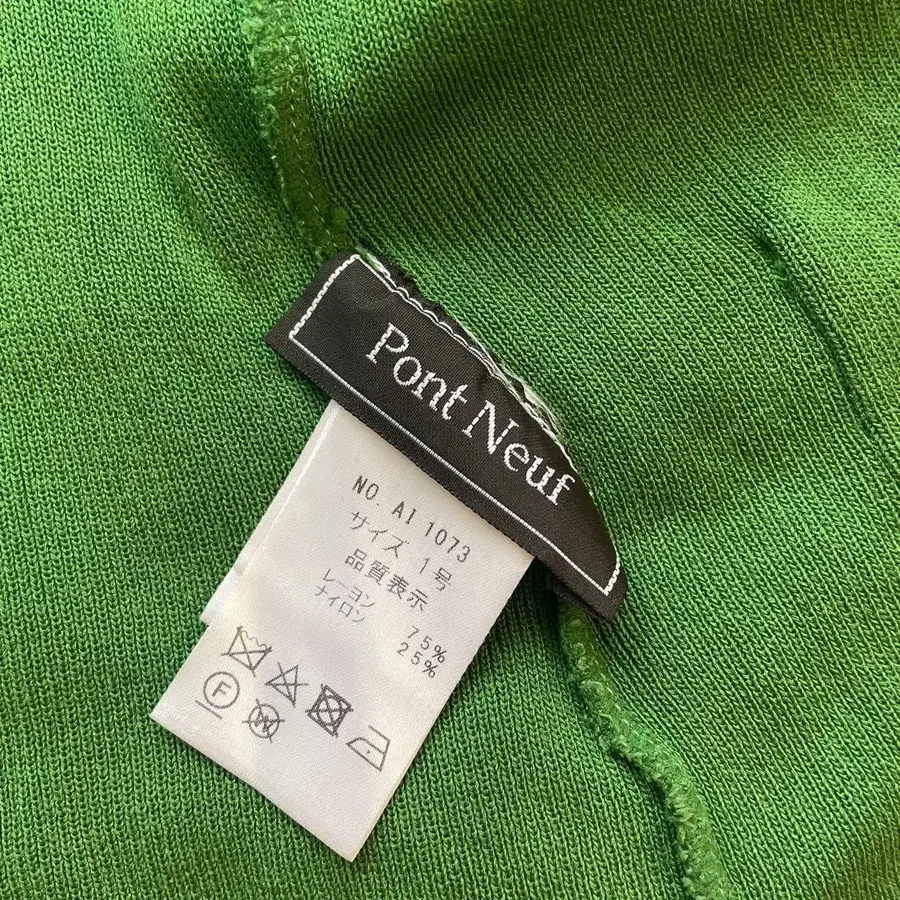 Pont Neuf
NO. AI 1073
サイズ 1号
品質表示
レーヨン 75%
ナイロン 25%
F
W